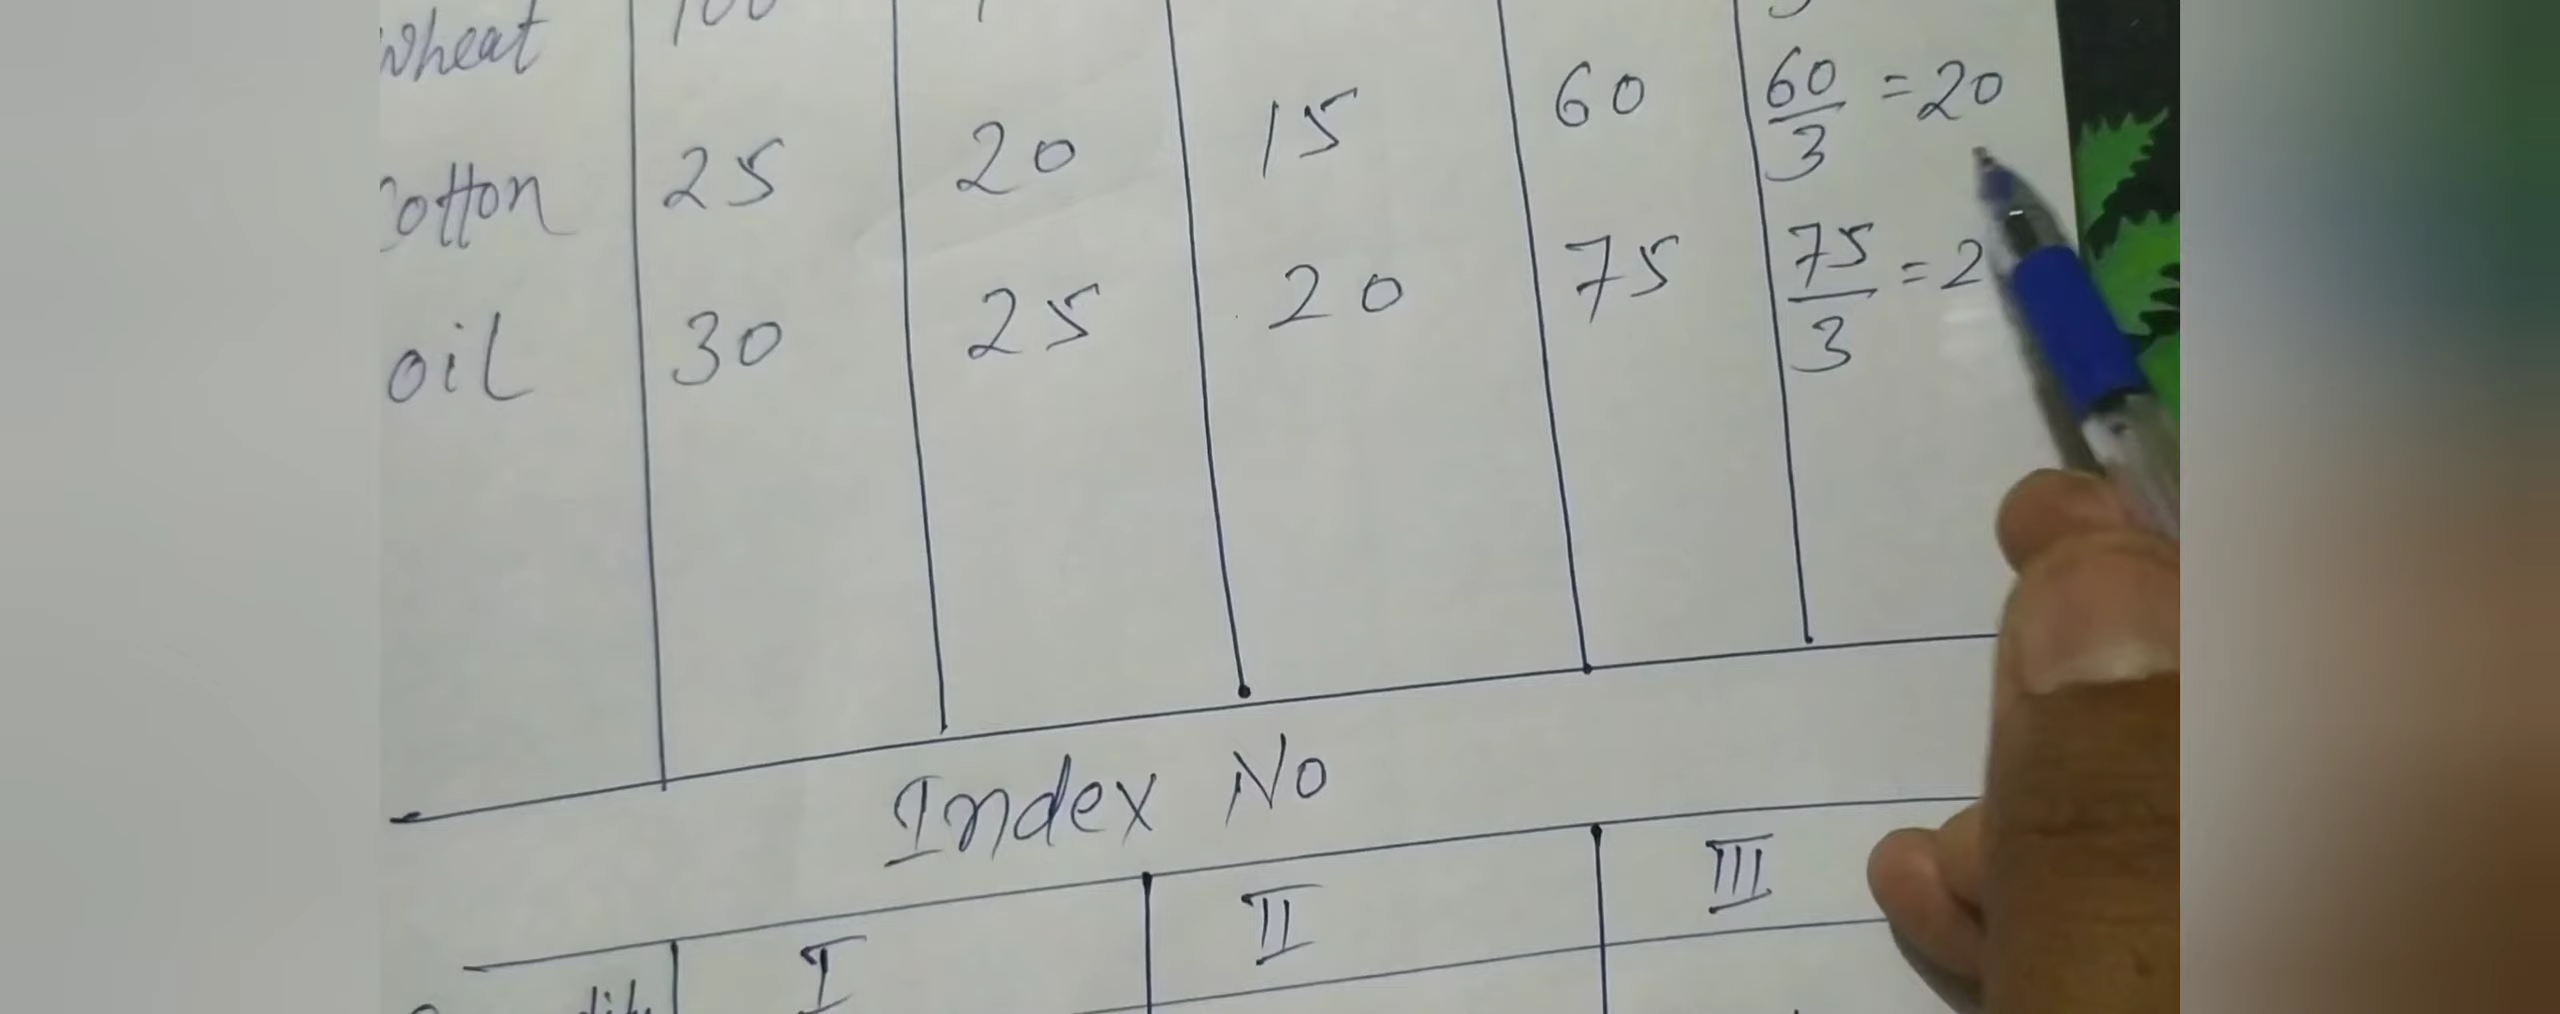 Wheat 100
Cotton 25 20 15 60 60/3 = 20
oil 30 25 20 75 75/3 = 2
Index No
I II III